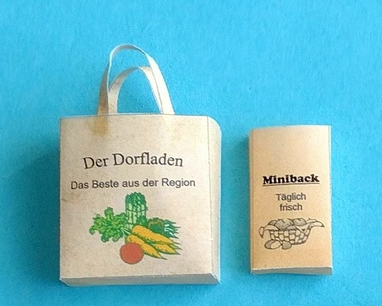 Der Dorfladen
Das Beste aus der Region
Miniback
Täglich
frisch